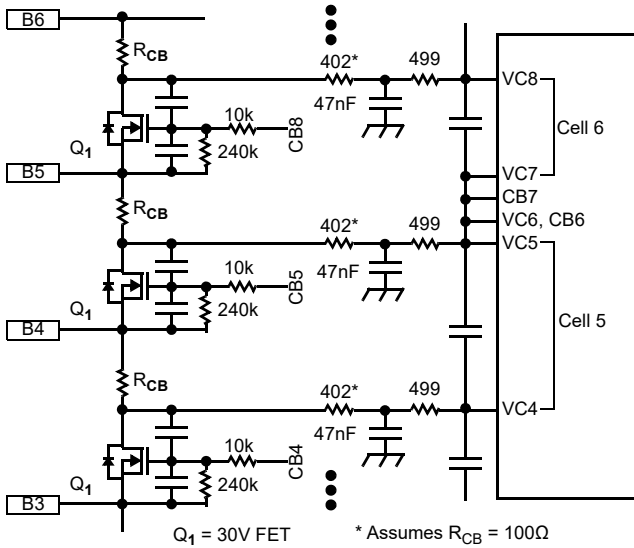 B6
RCB
402*
499
VC8
47nF
10k
CB8
Cell 6
Q1
240k
VC7
B5
CB7
RCB
VC6, CB6
402*
499
VC5
47nF
10k
CB5
Q1
240k
Cell 5
B4
RCB
402*
499
VC4
47nF
10k
CB4
Q1
240k
B3
Q1 = 30V FET
* Assumes RCB = 100Ω